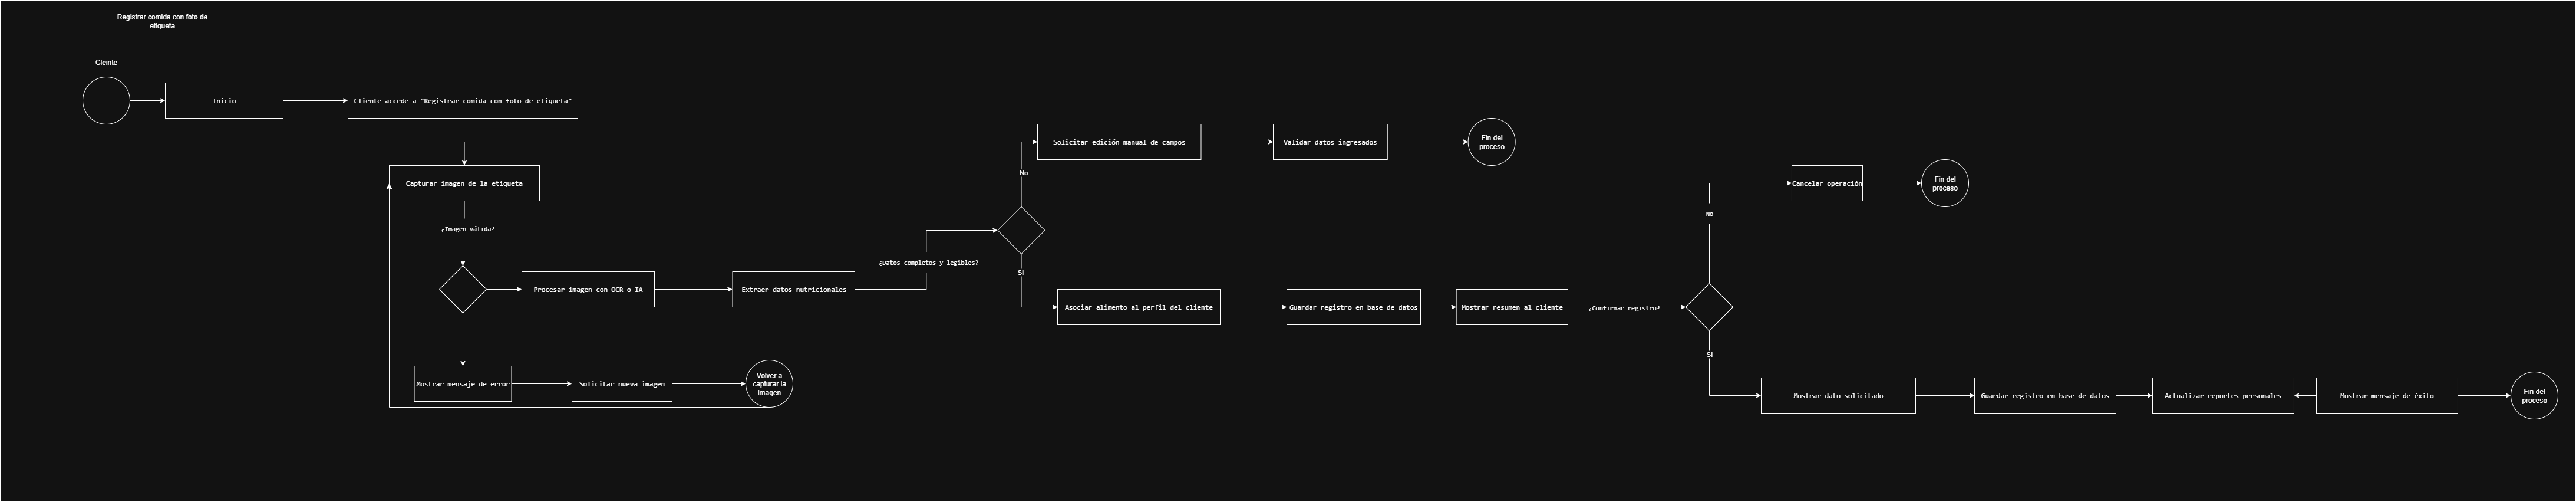 Registrar comida con foto de
etiqueta
Cleinte
Inicio
Cliente accede a "Registrar comida con foto de etiqueta"
Capturar imagen de la etiqueta
¿Imagen válida?
Procesar imagen con OCR o IA
Extraer datos nutricionales
Mostrar mensaje de error
Solicitar nueva imagen
Volver a
capturar la
imagen
¿Datos completos y legibles?
No
Solicitar edición manual de campos
Validar datos ingresados
Fin del
proceso
Si
Asociar alimento al perfil del cliente
Guardar registro en base de datos
Mostrar resumen al cliente
¿Confirmar registro?
No
Cancelar operación
Fin del
proceso
Si
Mostrar dato solicitado
Guardar registro en base de datos
Actualizar reportes personales
Mostrar mensaje de éxito
Fin del
proceso